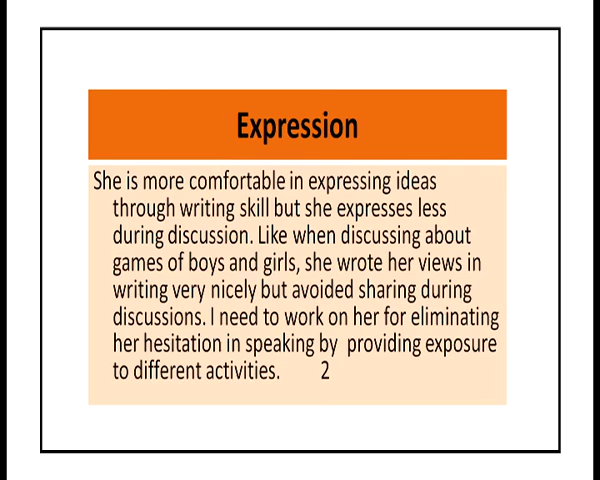 Expression
She is more comfortable in expressing ideas
through writing skill but she expresses less
during discussion. Like when discussing about
games of boys and girls, she wrote her views in
writing very nicely but avoided sharing during
discussions. I need to work on her for eliminating
her hesitation in speaking by providing exposure
to different activities. 2